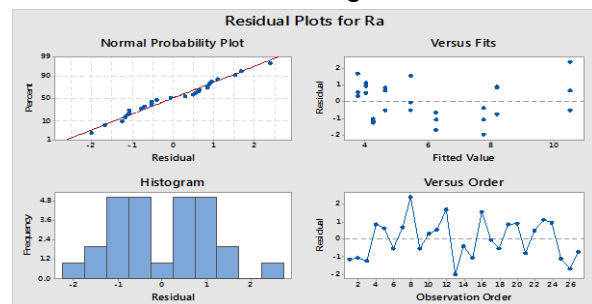 Residual Plots for Ra
Normal Probability Plot
99
90
50
10
1
Percent
-2 -1 0 1 2
Residual
Versus Fits
2
1
0
-1
-2
Residual
4 6 8 10
Fitted Value
Histogram
4.8
3.6
2.4
1.2
0.0
Frequency
-2 -1 0 1 2
Residual
Versus Order
2
1
0
-1
-2
Residual
2 4 6 8 10 12 14 16 18 20 22 24 26
Observation Order